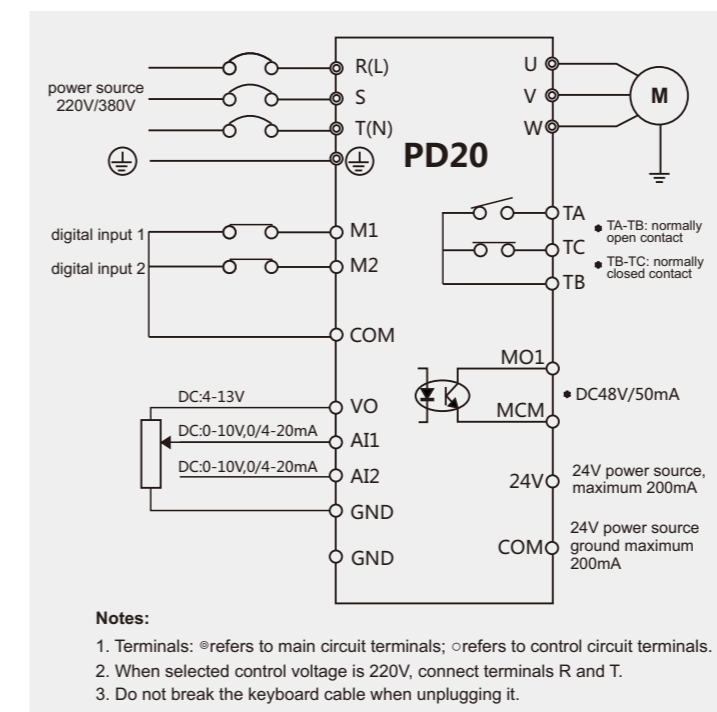 power source
220V/380V
R(L)
S
T(N)
PD20
U
V
W
M
digital input 1
digital input 2
M1
M2
COM
TA
TC
TB
• TA-TB: normally
open contact
• TB-TC: normally
closed contact
MO1
MCM
• DC48V/50mA
DC:4-13V
DC:0-10V,0/4-20mA
DC:0-10V,0/4-20mA
VO
AI1
AI2
GND
GND
24V
24V power source,
maximum 200mA
COM
24V power source
ground maximum
200mA
Notes:
1. Terminals: ⌾refers to main circuit terminals; ○refers to control circuit terminals.
2. When selected control voltage is 220V, connect terminals R and T.
3. Do not break the keyboard cable when unplugging it.